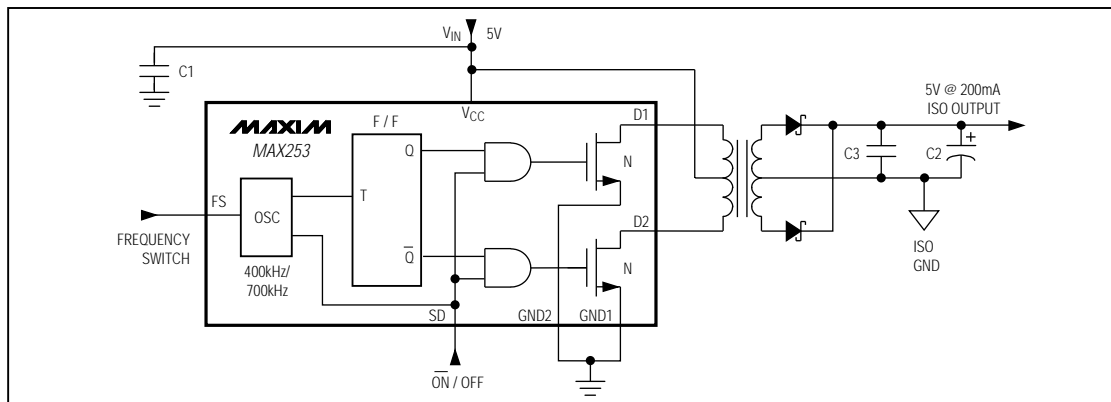 VIN 5V
C1
5V @ 200mA
ISO OUTPUT
VCC
D1
MAXIM
MAX253
F / F
Q
N
C3
C2
+
FS
T
OSC
D2
FREQUENCY
SWITCH
Q̅
N
ISO
GND
400kHz/
700kHz
SD
GND2
GND1
O̅N̅ / OFF